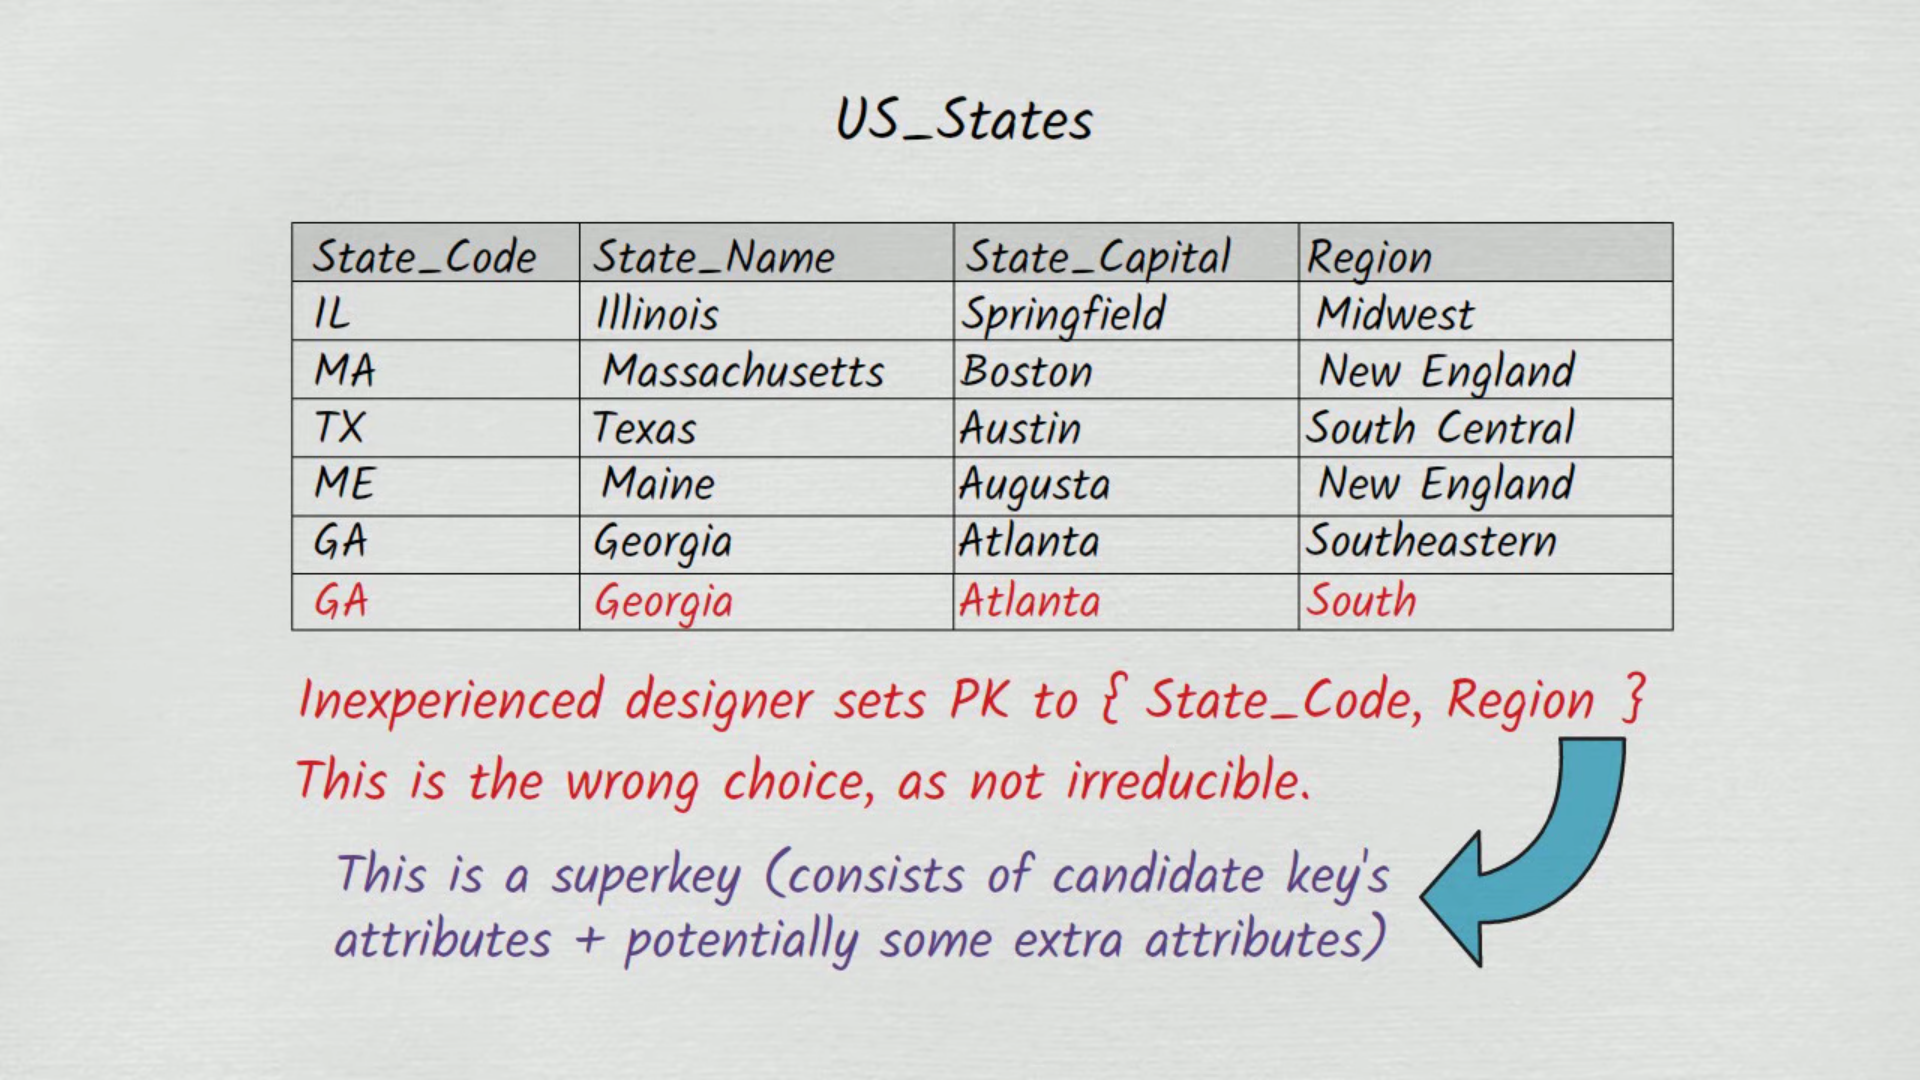 US_States
State_Code State_Name State_Capital Region
IL Illinois Springfield Midwest
MA Massachusetts Boston New England
TX Texas Austin South Central
ME Maine Augusta New England
GA Georgia Atlanta Southeastern
GA Georgia Atlanta South
Inexperienced designer sets PK to { State_Code, Region }
This is the wrong choice, as not irreducible.
This is a superkey (consists of candidate key's
attributes + potentially some extra attributes)